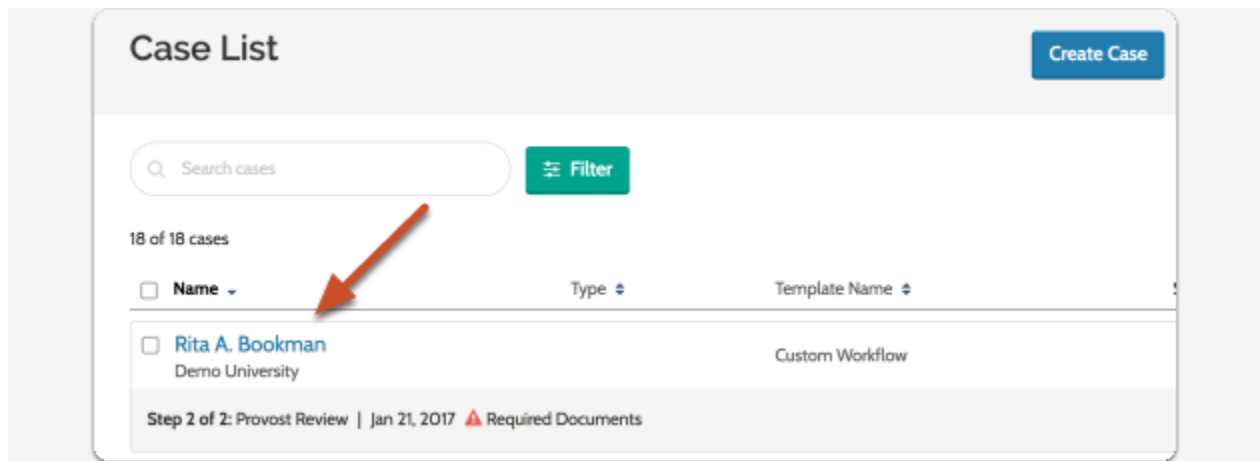 Case List
Create Case
Search cases
Filter
18 of 18 cases
Name Type Template Name
Rita A. Bookman
Custom Workflow
Demo University
Step 2 of 2: Provost Review | Jan 21, 2017 Required Documents